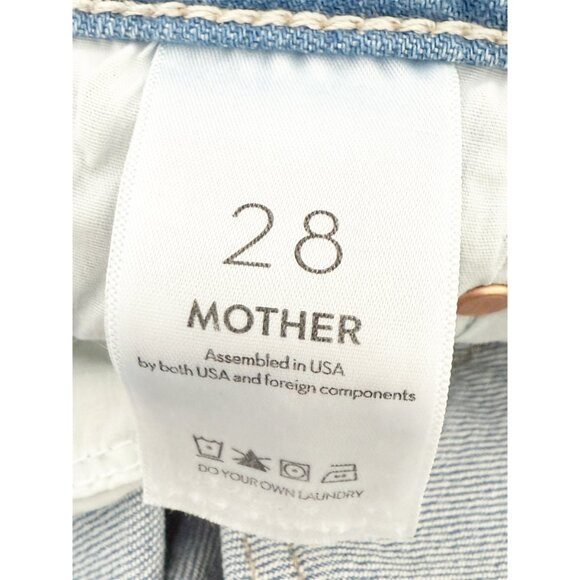 28
MOTHER
Assembled in USA
by both USA and foreign components
DO YOUR OWN LAUNDRY